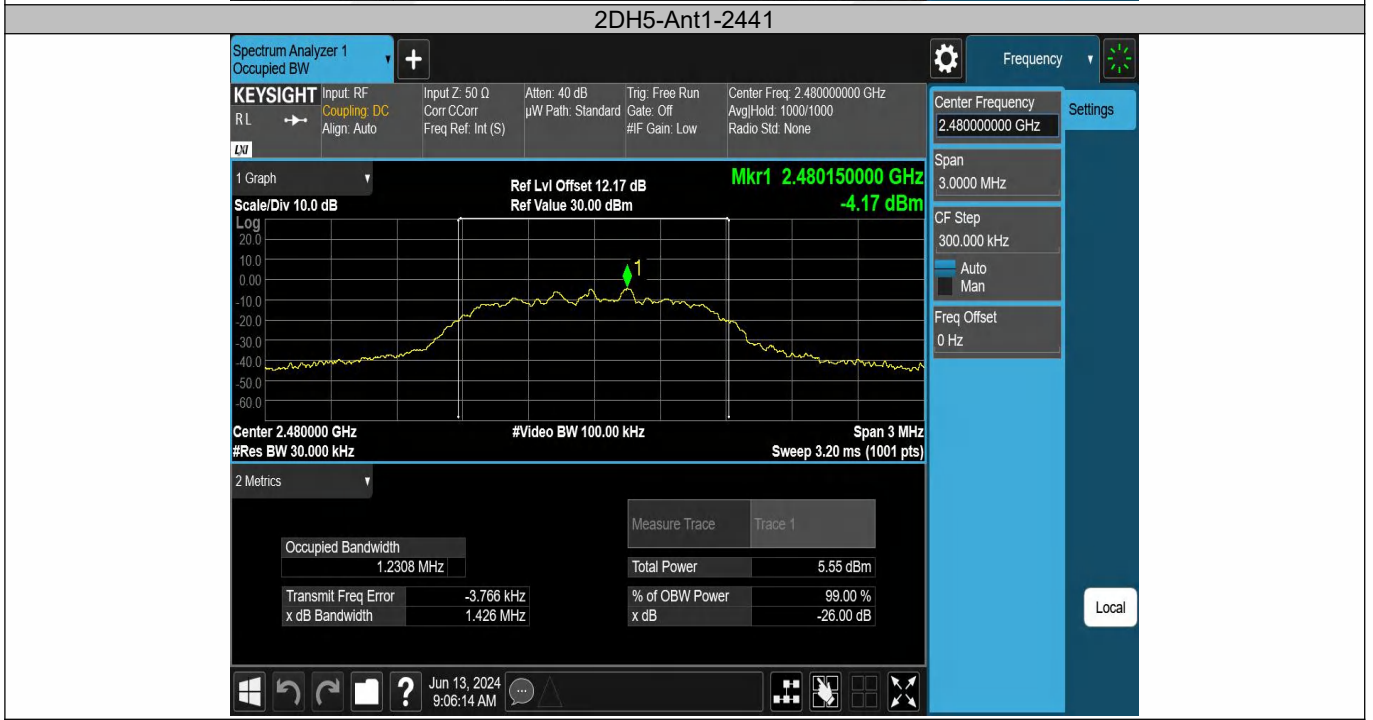 2DH5-Ant1-2441
Spectrum Analyzer 1
Occupied BW
Frequency
KEYSIGHT
RL
LXI
Input: RF
Coupling: DC
Align: Auto
Input Z: 50 Ω
Corr CCorr
Freq Ref: Int (S)
Atten: 40 dB
µW Path: Standard
Trig: Free Run
Gate: Off
#IF Gain: Low
Center Freq: 2.480000000 GHz
Avg|Hold: 1000/1000
Radio Std: None
Center Frequency
2.480000000 GHz
Settings
Span
3.0000 MHz
CF Step
300.000 kHz
Auto
Man
Freq Offset
0 Hz
1 Graph
Scale/Div 10.0 dB
Ref Lvl Offset 12.17 dB
Ref Value 30.00 dBm
Mkr1 2.480150000 GHz
-4.17 dBm
Log
20.0
10.0
0.00
-10.0
-20.0
-30.0
-40.0
-50.0
-60.0
1
Center 2.480000 GHz
#Video BW 100.00 kHz
Span 3 MHz
#Res BW 30.000 kHz
Sweep 3.20 ms (1001 pts)
2 Metrics
Measure Trace Trace 1
Occupied Bandwidth
1.2308 MHz
Total Power 5.55 dBm
Transmit Freq Error -3.766 kHz
% of OBW Power 99.00 %
x dB Bandwidth 1.426 MHz
x dB -26.00 dB
Local
?
Jun 13, 2024
9:06:14 AM